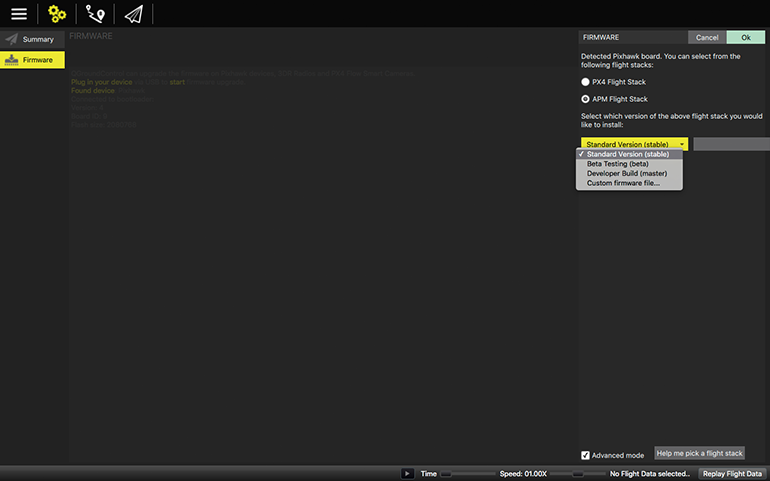 Summary
Firmware
FIRMWARE
Plug in your device
start
Found device
FIRMWARE
Cancel
Ok
Detected Pixhawk board. You can select from the
following flight stacks:
PX4 Flight Stack
APM Flight Stack
Select which version of the above flight stack you would
like to install:
Standard Version (stable)
✓ Standard Version (stable)
Beta Testing (beta)
Developer Build (master)
Custom firmware file...
Advanced mode
Help me pick a flight stack
Time
Speed: 01.00X
No Flight Data selected..
Replay Flight Data